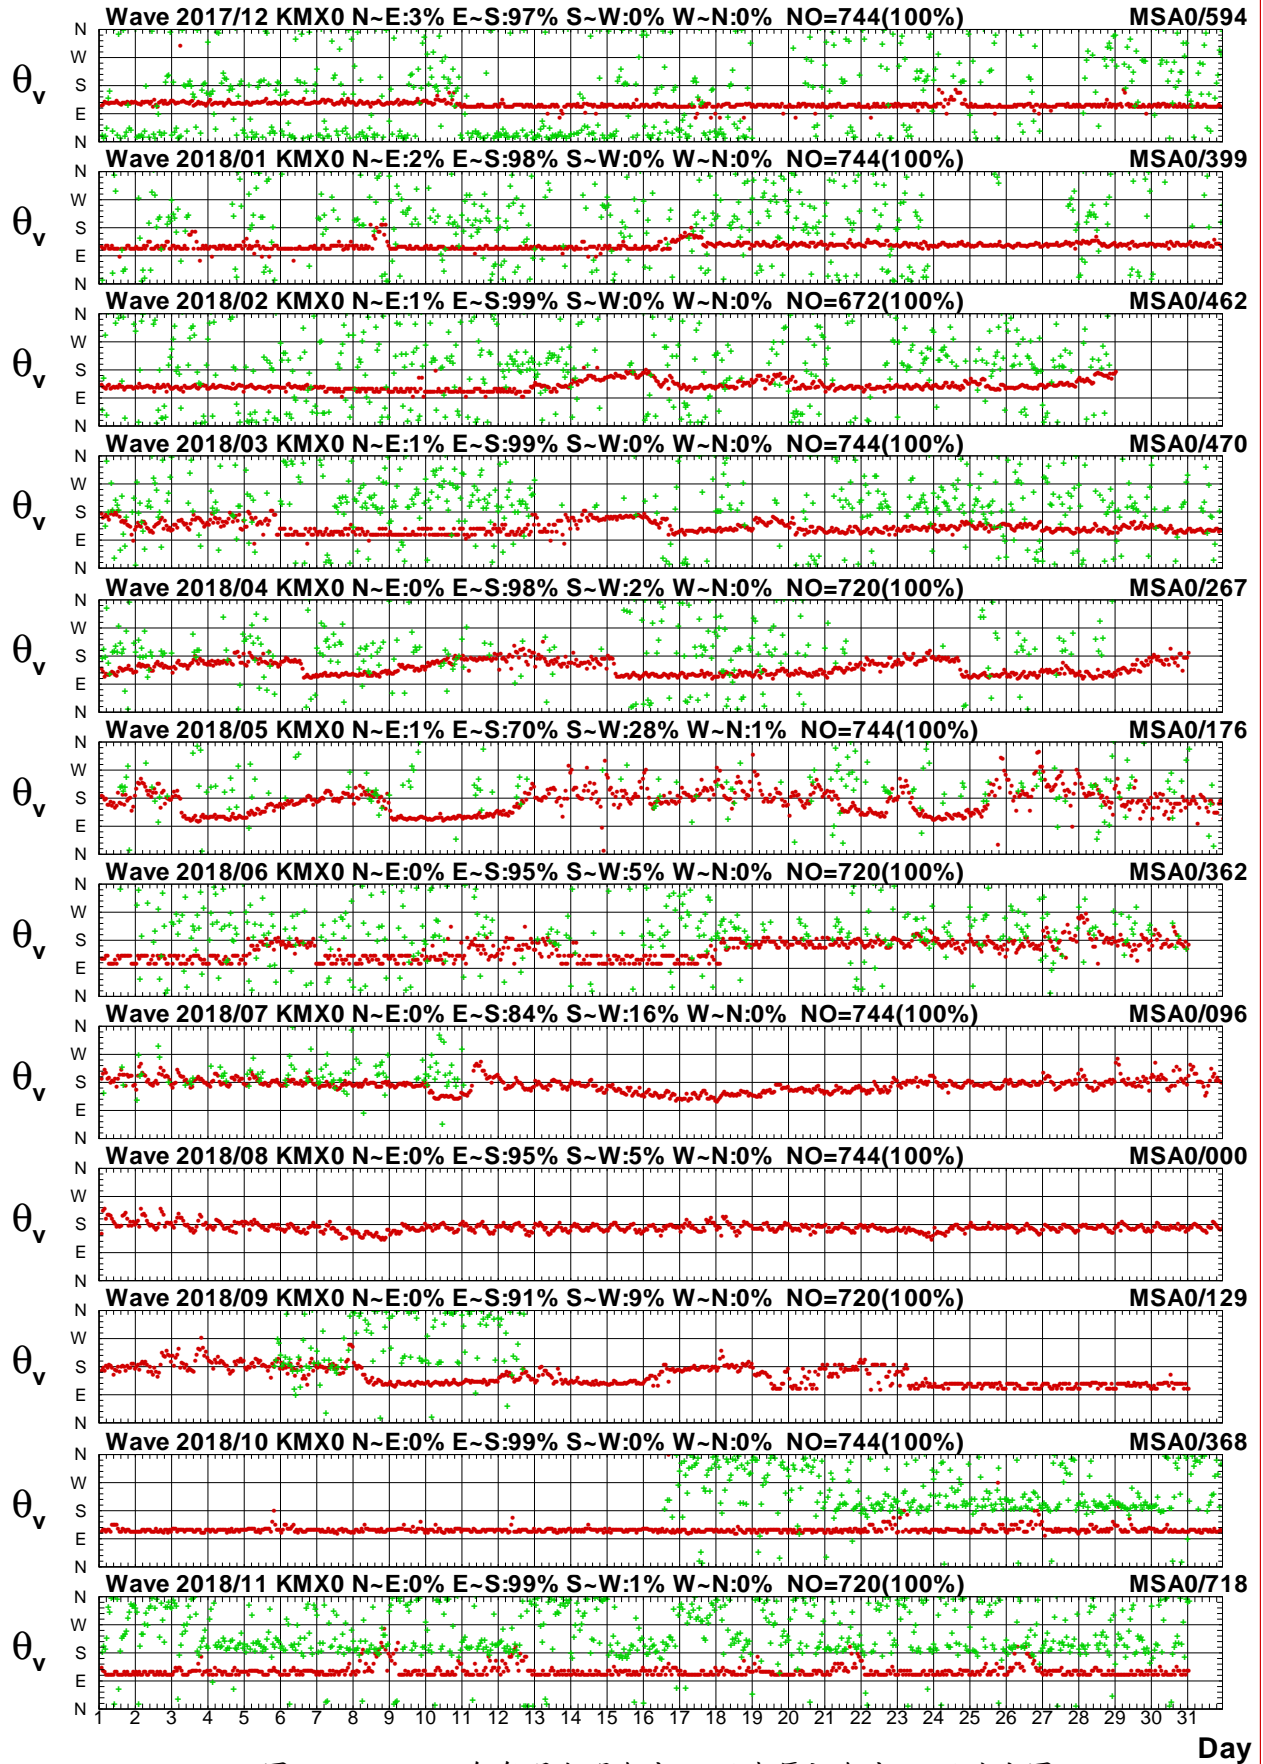 Wave 2017/12 KMX0 N~E:3% E~S:97% S~W:0% W~N:0% NO=744(100%) MSA0/594
N
W
θv S
E
N
Wave 2018/01 KMX0 N~E:2% E~S:98% S~W:0% W~N:0% NO=744(100%) MSA0/399
N
W
θv S
E
N
Wave 2018/02 KMX0 N~E:1% E~S:99% S~W:0% W~N:0% NO=672(100%) MSA0/462
N
W
θv S
E
N
Wave 2018/03 KMX0 N~E:1% E~S:99% S~W:0% W~N:0% NO=744(100%) MSA0/470
N
W
θv S
E
N
Wave 2018/04 KMX0 N~E:0% E~S:98% S~W:2% W~N:0% NO=720(100%) MSA0/267
N
W
θv S
E
N
Wave 2018/05 KMX0 N~E:1% E~S:70% S~W:28% W~N:1% NO=744(100%) MSA0/176
N
W
θv S
E
N
Wave 2018/06 KMX0 N~E:0% E~S:95% S~W:5% W~N:0% NO=720(100%) MSA0/362
N
W
θv S
E
N
Wave 2018/07 KMX0 N~E:0% E~S:84% S~W:16% W~N:0% NO=744(100%) MSA0/096
N
W
θv S
E
N
Wave 2018/08 KMX0 N~E:0% E~S:95% S~W:5% W~N:0% NO=744(100%) MSA0/000
N
W
θv S
E
N
Wave 2018/09 KMX0 N~E:0% E~S:91% S~W:9% W~N:0% NO=720(100%) MSA0/129
N
W
θv S
E
N
Wave 2018/10 KMX0 N~E:0% E~S:99% S~W:0% W~N:0% NO=744(100%) MSA0/368
N
W
θv S
E
N
Wave 2018/11 KMX0 N~E:0% E~S:99% S~W:1% W~N:0% NO=720(100%) MSA0/718
N
W
θv S
E
N
1 2 3 4 5 6 7 8 9 10 11 12 13 14 15 16 17 18 19 20 21 22 23 24 25 26 27 28 29 30 31
Day